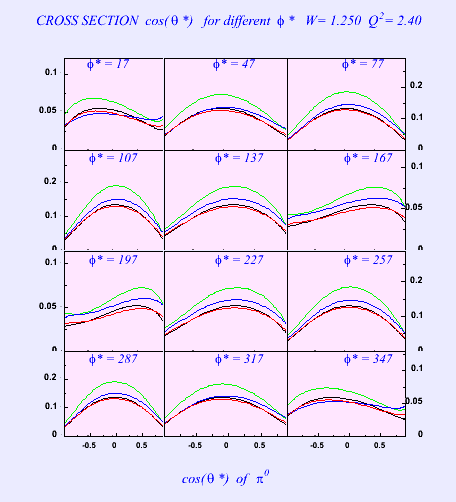 CROSS SECTION cos(θ*) for different ϕ* W= 1.250 Q²= 2.40
ϕ* = 17 ϕ* = 47 ϕ* = 77
0.1 0.2
0.05 0.1
0 0
ϕ* = 107 ϕ* = 137 ϕ* = 167
0.2 0.1
0.1 0.05
0 0
ϕ* = 197 ϕ* = 227 ϕ* = 257
0.1 0.2
0.05 0.1
0 0
ϕ* = 287 ϕ* = 317 ϕ* = 347
0.2 0.1
0.1 0.05
0 0
-0.5 0 0.5 -0.5 0 0.5 -0.5 0 0.5
cos(θ*) of π⁰